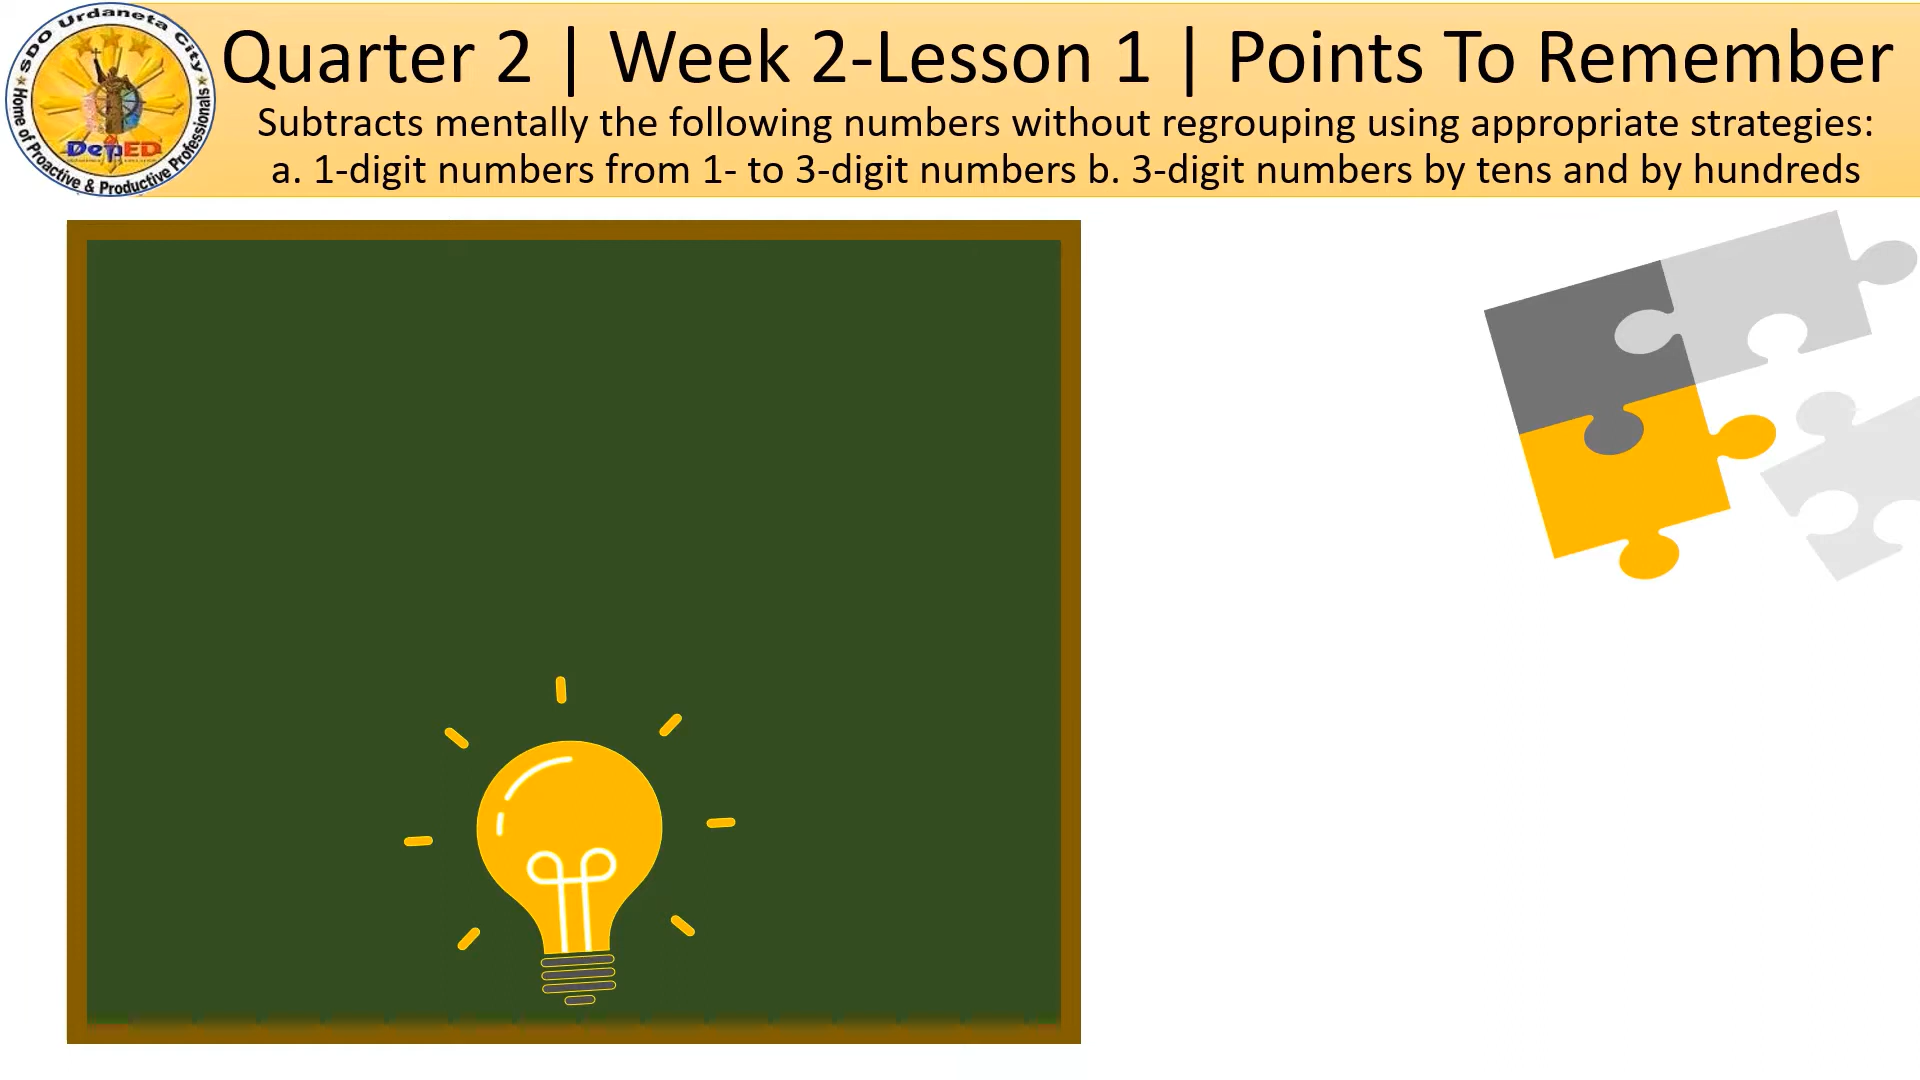 SDO Urdaneta City
Home of Proactive & Productive Professionals
DepED
Quarter 2 | Week 2-Lesson 1 | Points To Remember
Subtracts mentally the following numbers without regrouping using appropriate strategies:
a. 1-digit numbers from 1- to 3-digit numbers b. 3-digit numbers by tens and by hundreds